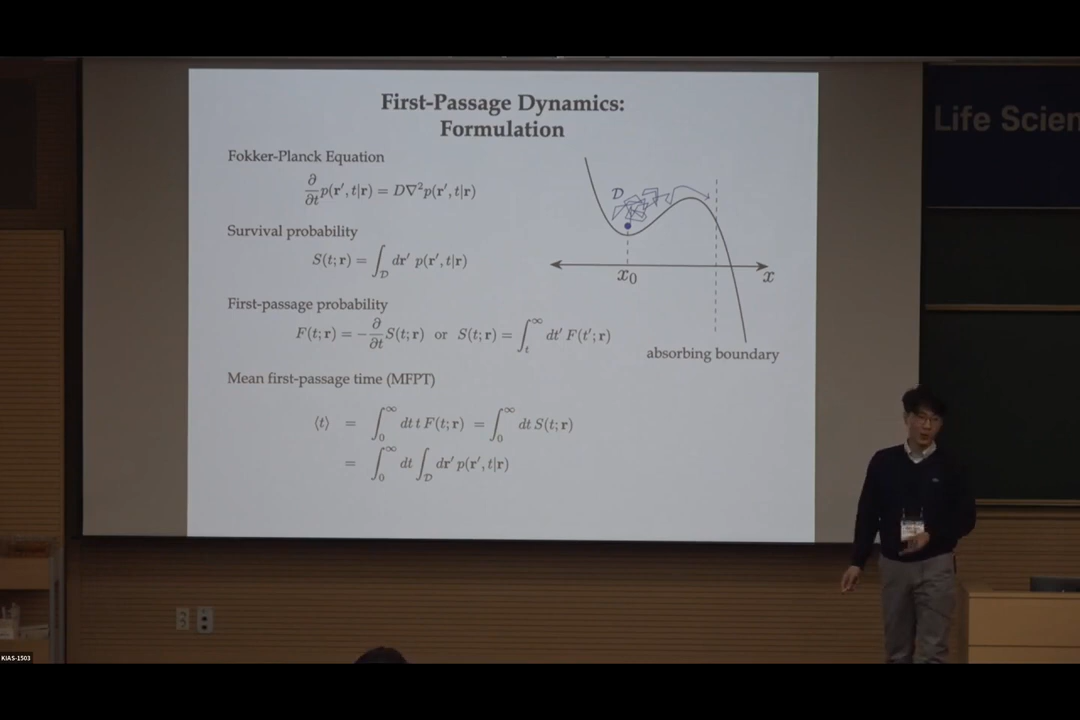 First-Passage Dynamics:
Formulation
Fokker-Planck Equation
∂/∂t p(r′, t|r) = D∇²p(r′, t|r)
Survival probability
S(t; r) = ∫_D dr′ p(r′, t|r)
First-passage probability
F(t; r) = −∂/∂t S(t; r) or S(t; r) = ∫_t^∞ dt′ F(t′; r)
Mean first-passage time (MFPT)
⟨t⟩ = ∫_0^∞ dt t F(t; r) = ∫_0^∞ dt S(t; r)
= ∫_0^∞ dt ∫_D dr′ p(r′, t|r)
D
x₀
x
absorbing boundary
Life Scien
KIAS-1503